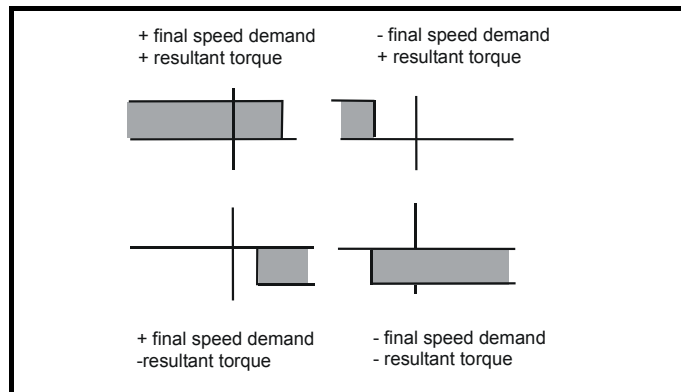 + final speed demand
+ resultant torque
- final speed demand
+ resultant torque
+ final speed demand
-resultant torque
- final speed demand
- resultant torque